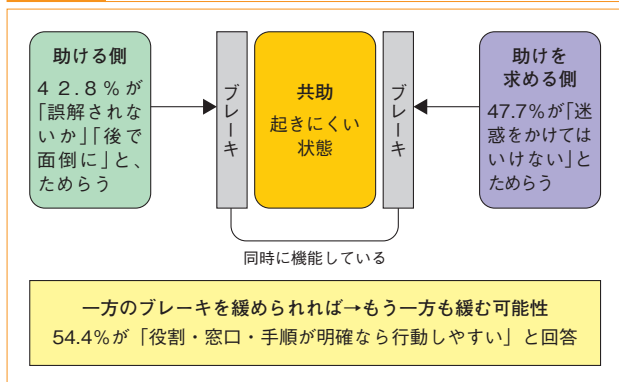 助ける側
４２.８％が
「誤解されな
いか」「後で
面倒に」と、
ためらう
ブレーキ
共助
起きにくい
状態
ブレーキ
助けを
求める側
47.7%が「迷
惑をかけては
いけない」と
ためらう
同時に機能している
一方のブレーキを緩められれば→もう一方も緩む可能性
54.4%が「役割・窓口・手順が明確なら行動しやすい」と回答